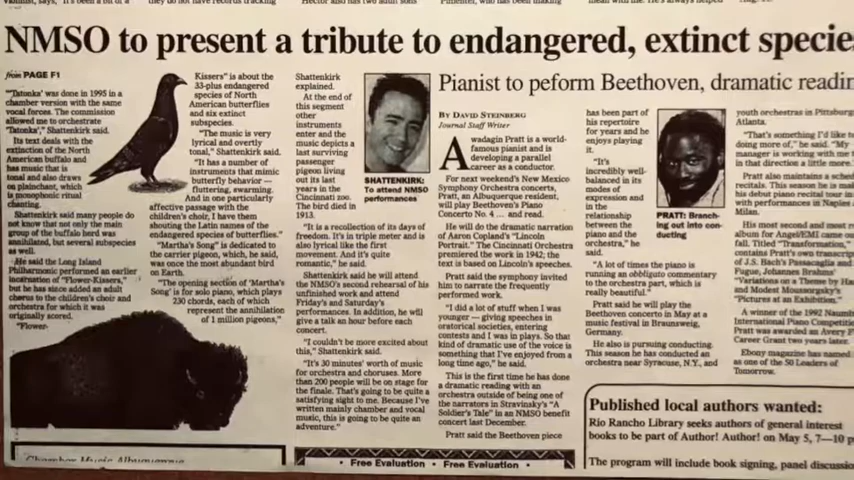 NMSO to present a tribute to endangered, extinct specie
from PAGE F1
"'Tatonka' was done in 1995 in a
chamber version with the same
vocal forces. The commission
allowed me to orchestrate
'Tatonka,'" Shattenkirk said.
Its text deals with the
extinction of the North
American buffalo and
has music that is
tonal and also draws
on plainchant, which
is monophonic ritual
chanting.
Shattenkirk said many people do
not know that not only the main
group of the buffalo herd was
annihilated, but several subspecies
as well.
He said the Long Island
Philharmonic performed an earlier
incarnation of "Flower-Kissers,"
but he has since added an adult
chorus to the children's choir and
orchestra for which it was
originally scored.
"Flower-
Kissers" is about the
33-plus endangered
species of North
American butterflies
and six extinct
subspecies.
"The music is very
lyrical and overtly
tonal," Shattenkirk said.
"It has a number of
instruments that mimic
butterfly behavior —
fluttering, swarming.
And in one particularly
affective passage with the
children's choir, I have them
shouting the Latin names of the
endangered species of butterflies."
"Martha's Song" is dedicated to
the carrier pigeon, which, he said,
was once the most abundant bird
on Earth.
"The opening section of 'Martha's
Song' is for solo piano, which plays
230 chords, each of which
represent the annihilation
of 1 million pigeons,"
Shattenkirk
explained.
At the end of
this segment
other
instruments
enter and the
music depicts a
last surviving
passenger
pigeon living
out its last
years in the
Cincinnati zoo.
The bird died in
1913.
"It is a recollection of its days of
freedom. It's in triple meter and is
also lyrical like the first
movement. And it's quite
romantic," he said.
Shattenkirk said he will attend
the NMSO's second rehearsal of his
unfinished work and attend
Friday's and Saturday's
performances. In addition, he will
give a talk an hour before each
concert.
"I couldn't be more excited about
this," Shattenkirk said.
"It's 30 minutes' worth of music
for orchestra and choruses. More
than 200 people will be on stage for
the finale. That's going to be quite a
satisfying sight to me. Because I've
written mainly chamber and vocal
music, this is going to be quite an
adventure."
SHATTENKIRK:
To attend NMSO
performances
Pianist to peform Beethoven, dramatic readin
BY DAVID STEINBERG
Journal Staff Writer
Awadagin Pratt is a world-
famous pianist and is
developing a parallel
career as a conductor.
For next weekend's New Mexico
Symphony Orchestra concerts,
Pratt, an Albuquerque resident,
will play Beethoven's Piano
Concerto No. 4 ... and read.
He will do the dramatic narration
of Aaron Copland's "Lincoln
Portrait." The Cincinnati Orchestra
premiered the work in 1942; the
text is based on Lincoln's speeches.
Pratt said the symphony invited
him to narrate the frequently
performed work.
"I did a lot of stuff when I was
younger — giving speeches in
oratorical societies, entering
contests and I was in plays. So that
kind of dramatic use of the voice is
something that I've enjoyed from a
long time ago," he said.
This is the first time he has done
a dramatic reading with an
orchestra outside of being one of
the narrators in Stravinsky's "A
Soldier's Tale" in an NMSO benefit
concert last December.
Pratt said the Beethoven piece
has been part of
his repertoire
for years and he
enjoys playing
it.
"It's
incredibly well-
balanced in its
modes of
expression and
in the
relationship
between the
piano and the
orchestra," he
said.
"A lot of times the piano is
running an obbligato commentary
to the orchestra part, which is
really beautiful."
Pratt said he will play the
Beethoven concerto in May at a
music festival in Braunsweig,
Germany.
He also is pursuing conducting.
This season he has conducted an
orchestra near Syracuse, N.Y., and
PRATT: Branch-
ing out into con-
ducting
youth orchestras in Pittsburg
Atlanta.
"That's something I'd like t
doing more of," he said. "My
manager is working with me t
in that direction a little more.
Pratt also maintains a sched
recitals. This season he is mak
his debut piano recital tour in
with performances in Naples a
Milan.
His most recent and second s
album for Angel/EMI came ou
fall. Titled "Transformation,"
contains Pratt's own transcript
of J.S. Bach's Passacaglia and
Fugue, Johannes Brahms'
"Variations on a Theme by Han
and Modest Moussorgsky's
"Pictures at an Exhibition."
A winner of the 1992 Naumb
International Piano Competition
Pratt was awarded an Avery F
Career Grant two years later.
Ebony magazine has named
as one of the 50 Leaders of
Tomorrow.
Published local authors wanted:
Rio Rancho Library seeks authors of general interest
books to be part of Author! Author! on May 5, 7—10 p
The program will include book signing, panel discussio
Chamber Music Albuquerque
• Free Evaluation • Free Evaluation •